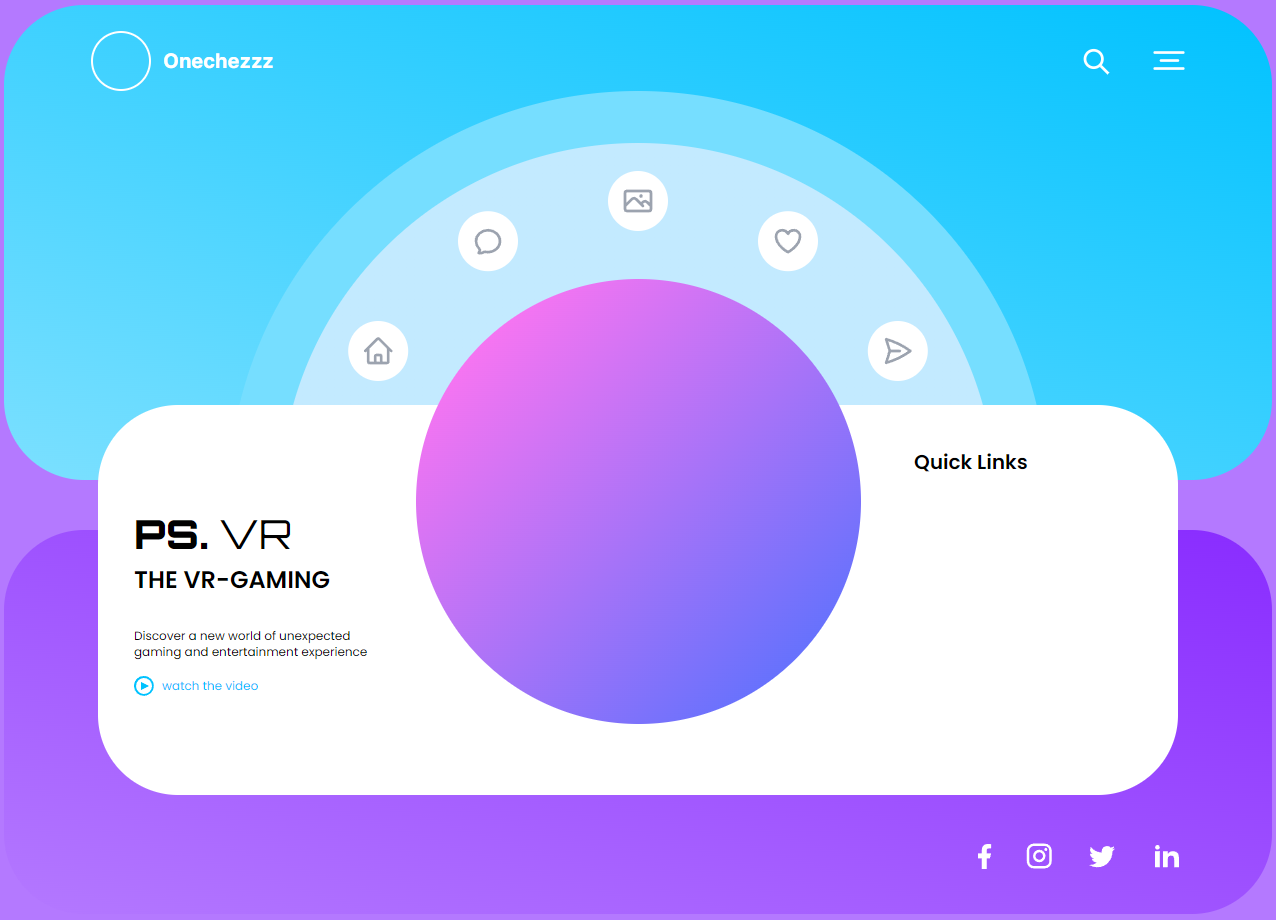 Onechezzz
Quick Links
PS. VR
THE VR-GAMING
Discover a new world of unexpected
gaming and entertainment experience
watch the video